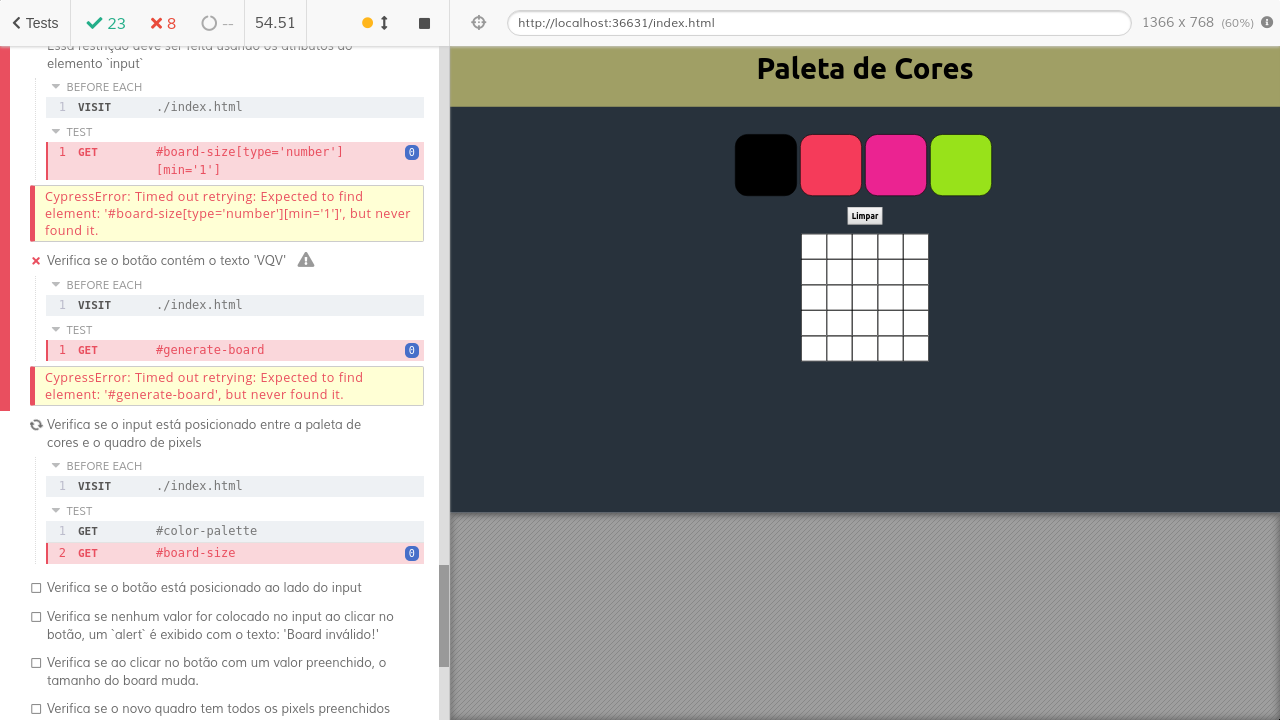 Tests
23
8
--
54.51
http://localhost:36631/index.html
1366 x 768 (60%)
Essa restrição deve ser feita usando os atributos do
elemento `input`
BEFORE EACH
1 VISIT ./index.html
TEST
1 GET #board-size[type='number']
[min='1'] 0
CypressError: Timed out retrying: Expected to find
element: '#board-size[type='number'][min='1']', but never
found it.
Verifica se o botão contém o texto 'VQV'
BEFORE EACH
1 VISIT ./index.html
TEST
1 GET #generate-board 0
CypressError: Timed out retrying: Expected to find
element: '#generate-board', but never found it.
Verifica se o input está posicionado entre a paleta de
cores e o quadro de pixels
BEFORE EACH
1 VISIT ./index.html
TEST
1 GET #color-palette
2 GET #board-size 0
Verifica se o botão está posicionado ao lado do input
Verifica se nenhum valor for colocado no input ao clicar no
botão, um `alert` é exibido com o texto: 'Board inválido!'
Verifica se ao clicar no botão com um valor preenchido, o
tamanho do board muda.
Verifica se o novo quadro tem todos os pixels preenchidos
Paleta de Cores
Limpar